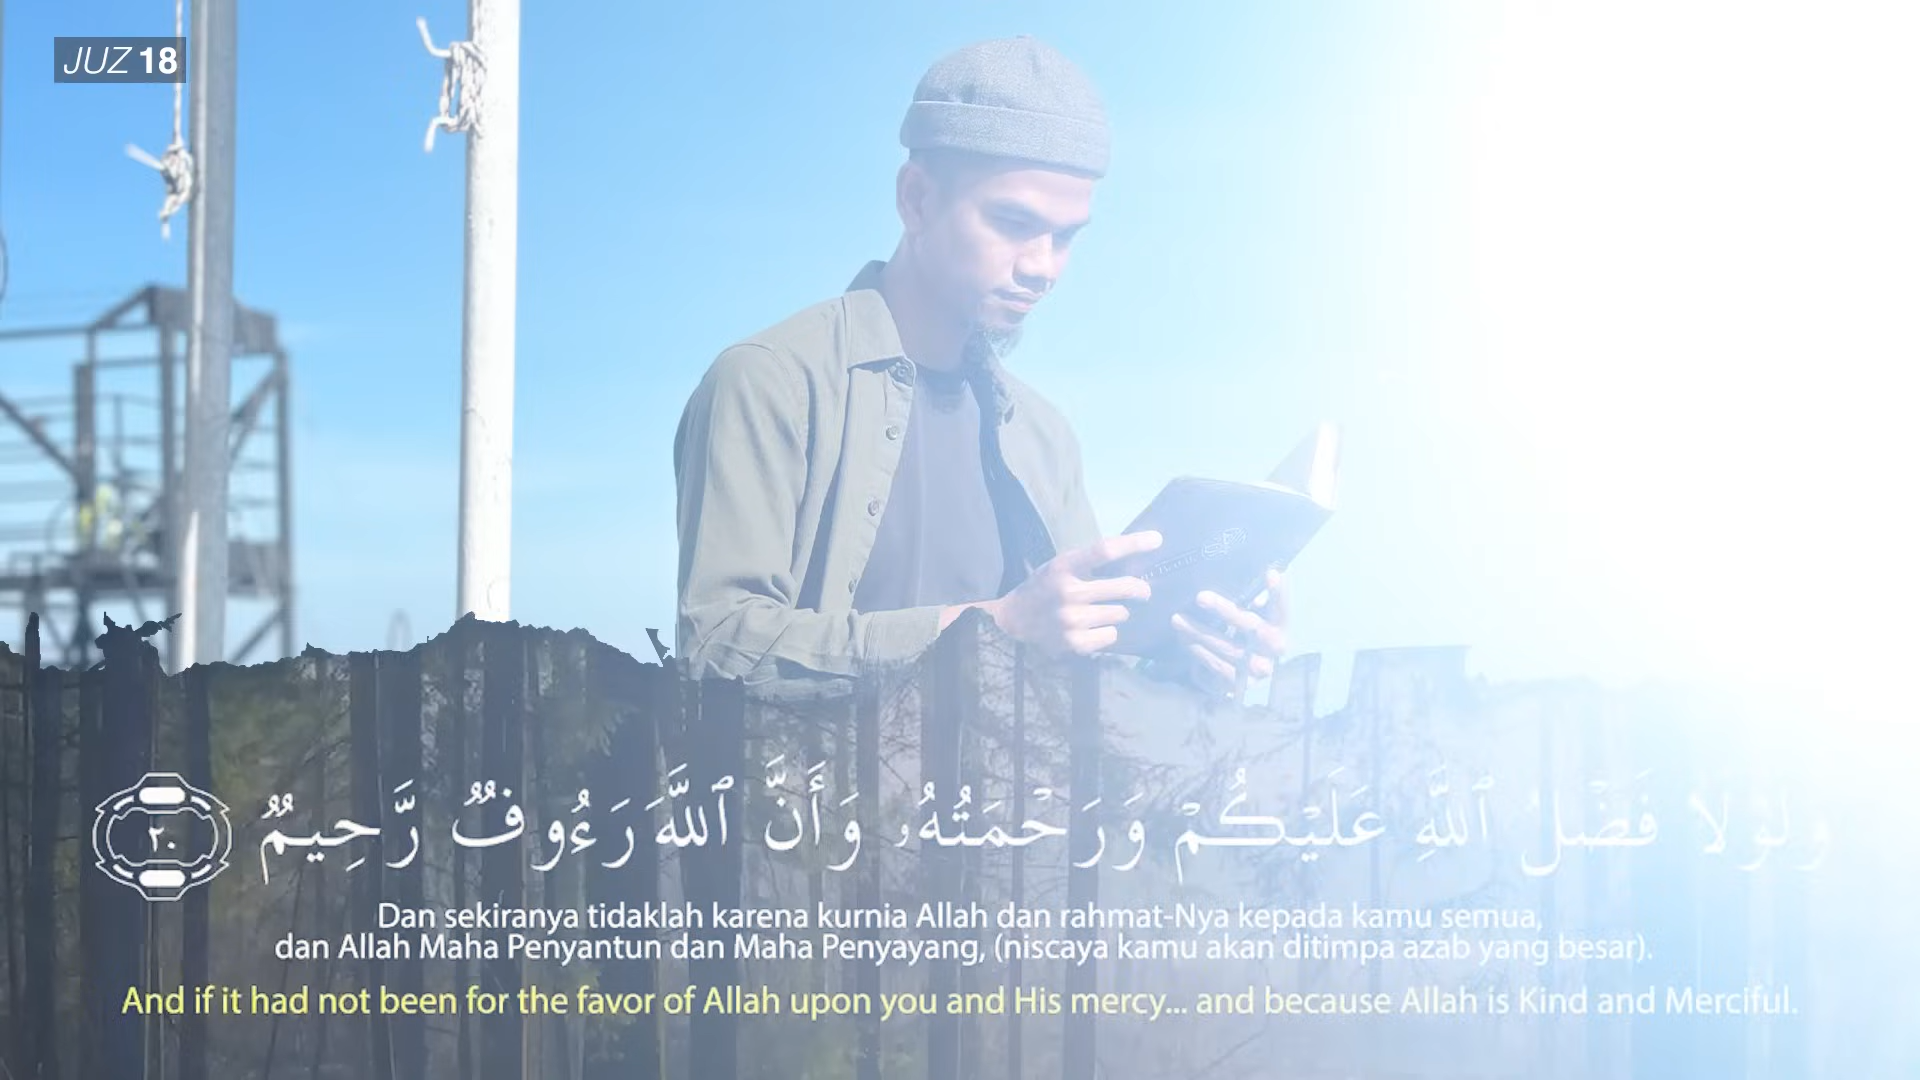 JUZ 18
وَلَوْلَا فَضْلُ ٱللَّهِ عَلَيْكُمْ وَرَحْمَتُهُۥ وَأَنَّ ٱللَّهَ رَءُوفٌ رَّحِيمٌ ٢٠
Dan sekiranya tidaklah karena kurnia Allah dan rahmat-Nya kepada kamu semua,
dan Allah Maha Penyantun dan Maha Penyayang, (niscaya kamu akan ditimpa azab yang besar).
And if it had not been for the favor of Allah upon you and His mercy... and because Allah is Kind and Merciful.